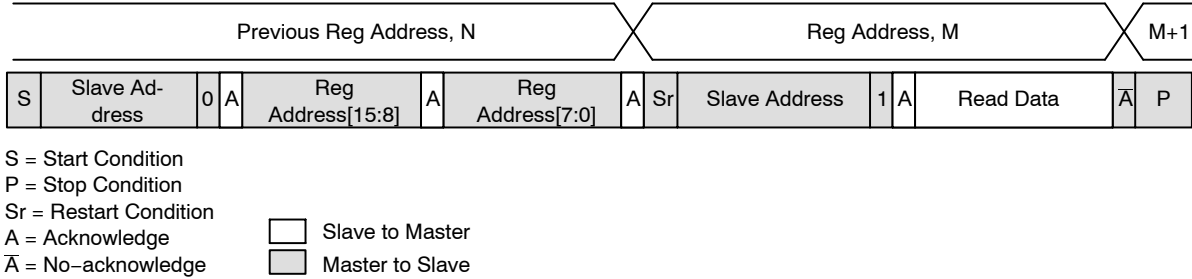 Previous Reg Address, N Reg Address, M M+1
S Slave Ad-
dress 0 A Reg
Address[15:8] A Reg
Address[7:0] A Sr Slave Address 1 A Read Data A̅ P
S = Start Condition
P = Stop Condition
Sr = Restart Condition
A = Acknowledge
A̅ = No−acknowledge
Slave to Master
Master to Slave